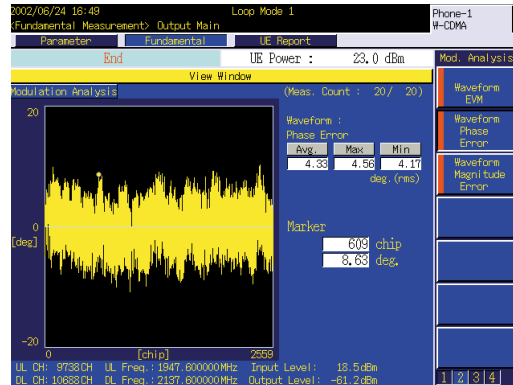 2002/06/24 16:49 Loop Mode 1 Phone-1
<Fundamental Measurement> Output Main W-CDMA
Parameter Fundamental UE Report
End UE Power : 23.0 dBm Mod. Analysis
View Window
Modulation Analysis (Meas. Count : 20/ 20)
Waveform EVM
20
Waveform :
Phase Error
Avg. Max Min
4.33 4.56 4.17
deg.(rms)
Waveform Phase Error
Waveform Magnitude Error
0
[deg]
Marker
609 chip
8.63 deg.
-20
0 [chip] 2559
UL CH: 9738CH UL Freq.:1947.600000MHz Input Level: 18.5dBm
DL CH:10688CH DL Freq.:2137.600000MHz Output Level: -61.2dBm
1 2 3 4